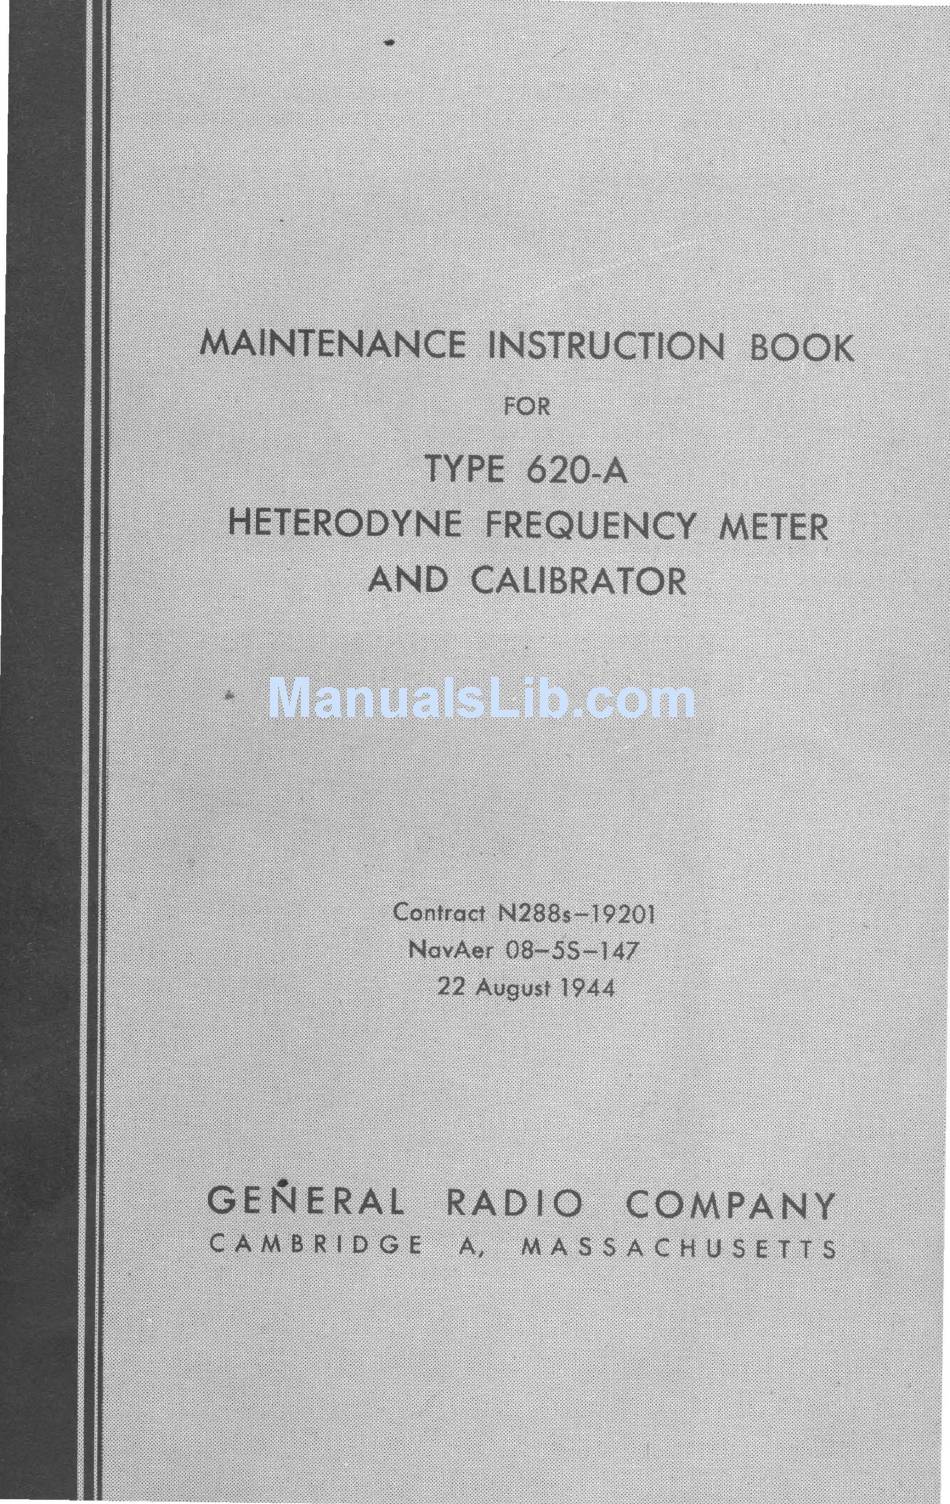 MAINTENANCE INSTRUCTION BOOK
FOR
TYPE 620-A
HETERODYNE FREQUENCY METER
AND CALIBRATOR
ManualsLib.com
Contract N288s-19201
NavAer 08-5S-147
22 August 1944
GENERAL RADIO COMPANY
CAMBRIDGE A, MASSACHUSETTS